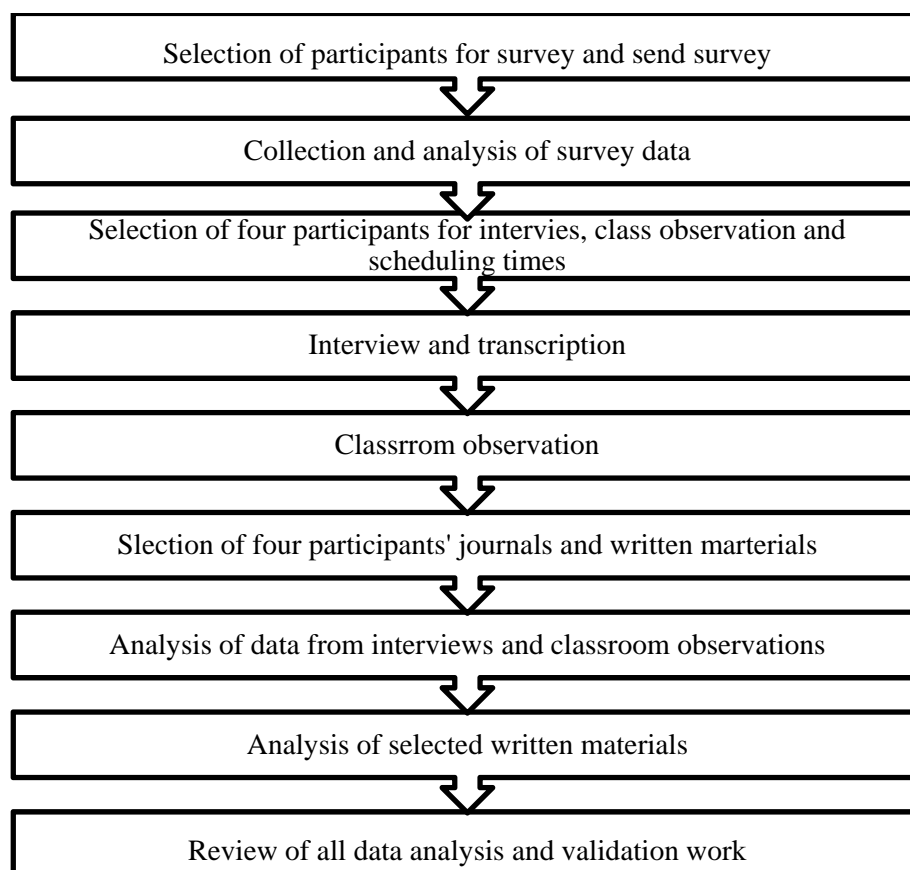 Selection of participants for survey and send survey
Collection and analysis of survey data
Selection of four participants for intervies, class observation and
scheduling times
Interview and transcription
Classrrom observation
Slection of four participants' journals and written marterials
Analysis of data from interviews and classroom observations
Analysis of selected written materials
Review of all data analysis and validation work